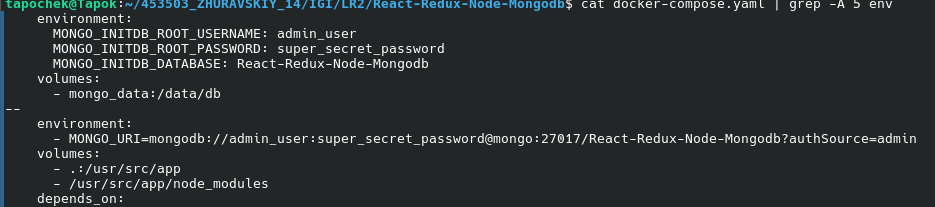 tapochek@Tapok:~/453503_ZHURAVSKIY_14/IGI/LR2/React-Redux-Node-Mongodb$ cat docker-compose.yaml | grep -A 5 env
    environment:
      MONGO_INITDB_ROOT_USERNAME: admin_user
      MONGO_INITDB_ROOT_PASSWORD: super_secret_password
      MONGO_INITDB_DATABASE: React-Redux-Node-Mongodb
    volumes:
      - mongo_data:/data/db
--
    environment:
      - MONGO_URI=mongodb://admin_user:super_secret_password@mongo:27017/React-Redux-Node-Mongodb?authSource=admin
    volumes:
      - .:/usr/src/app
      - /usr/src/app/node_modules
    depends_on: